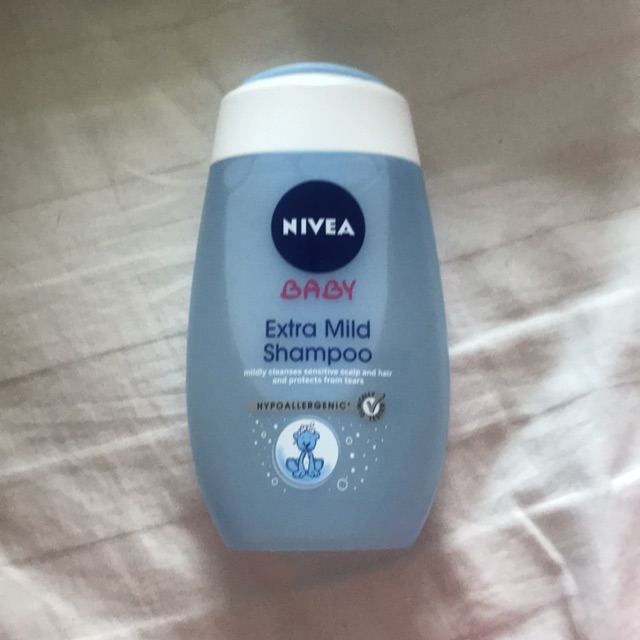 NIVEA
BABY
Extra Mild
Shampoo
mildly cleanses sensitive scalp and hair
and protects from tears
HYPOALLERGENIC*